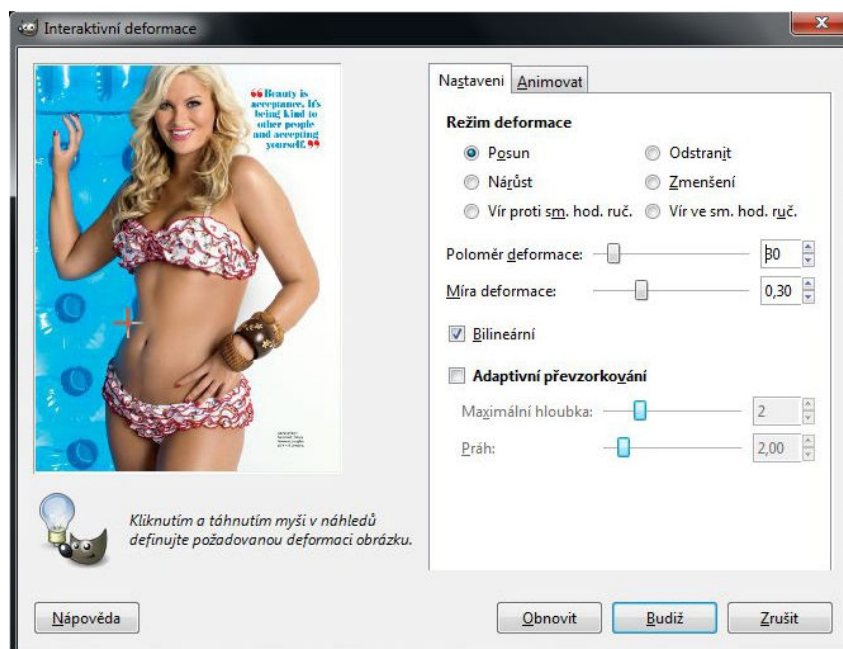 Interaktivní deformace
❝Beauty is
acceptance. It's
being kind to
other people
and accepting
yourself.❞
Kliknutím a táhnutím myši v náhledů
definujte požadovanou deformaci obrázku.
Nastaveni Animovat
Režim deformace
Posun Odstranit
Nárůst Zmenšení
Vír proti sm. hod. ruč. Vír ve sm. hod. ruč.
Poloměr deformace: 30
Míra deformace: 0,30
Bilineární
Adaptivní převzorkování
Maximální hloubka: 2
Práh: 2,00
Nápověda Obnovit Budiž Zrušit